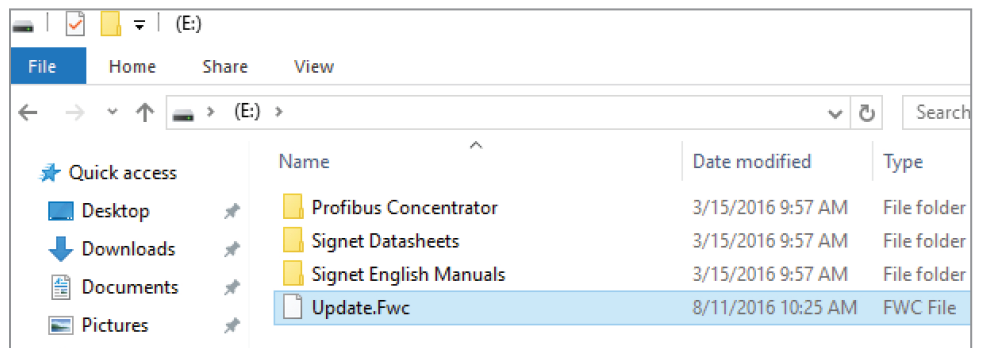 (E:)
File Home Share View
(E:) Search
Quick access
Desktop
Downloads
Documents
Pictures
Name Date modified Type
Profibus Concentrator 3/15/2016 9:57 AM File folder
Signet Datasheets 3/15/2016 9:57 AM File folder
Signet English Manuals 3/15/2016 9:57 AM File folder
Update.Fwc 8/11/2016 10:25 AM FWC File